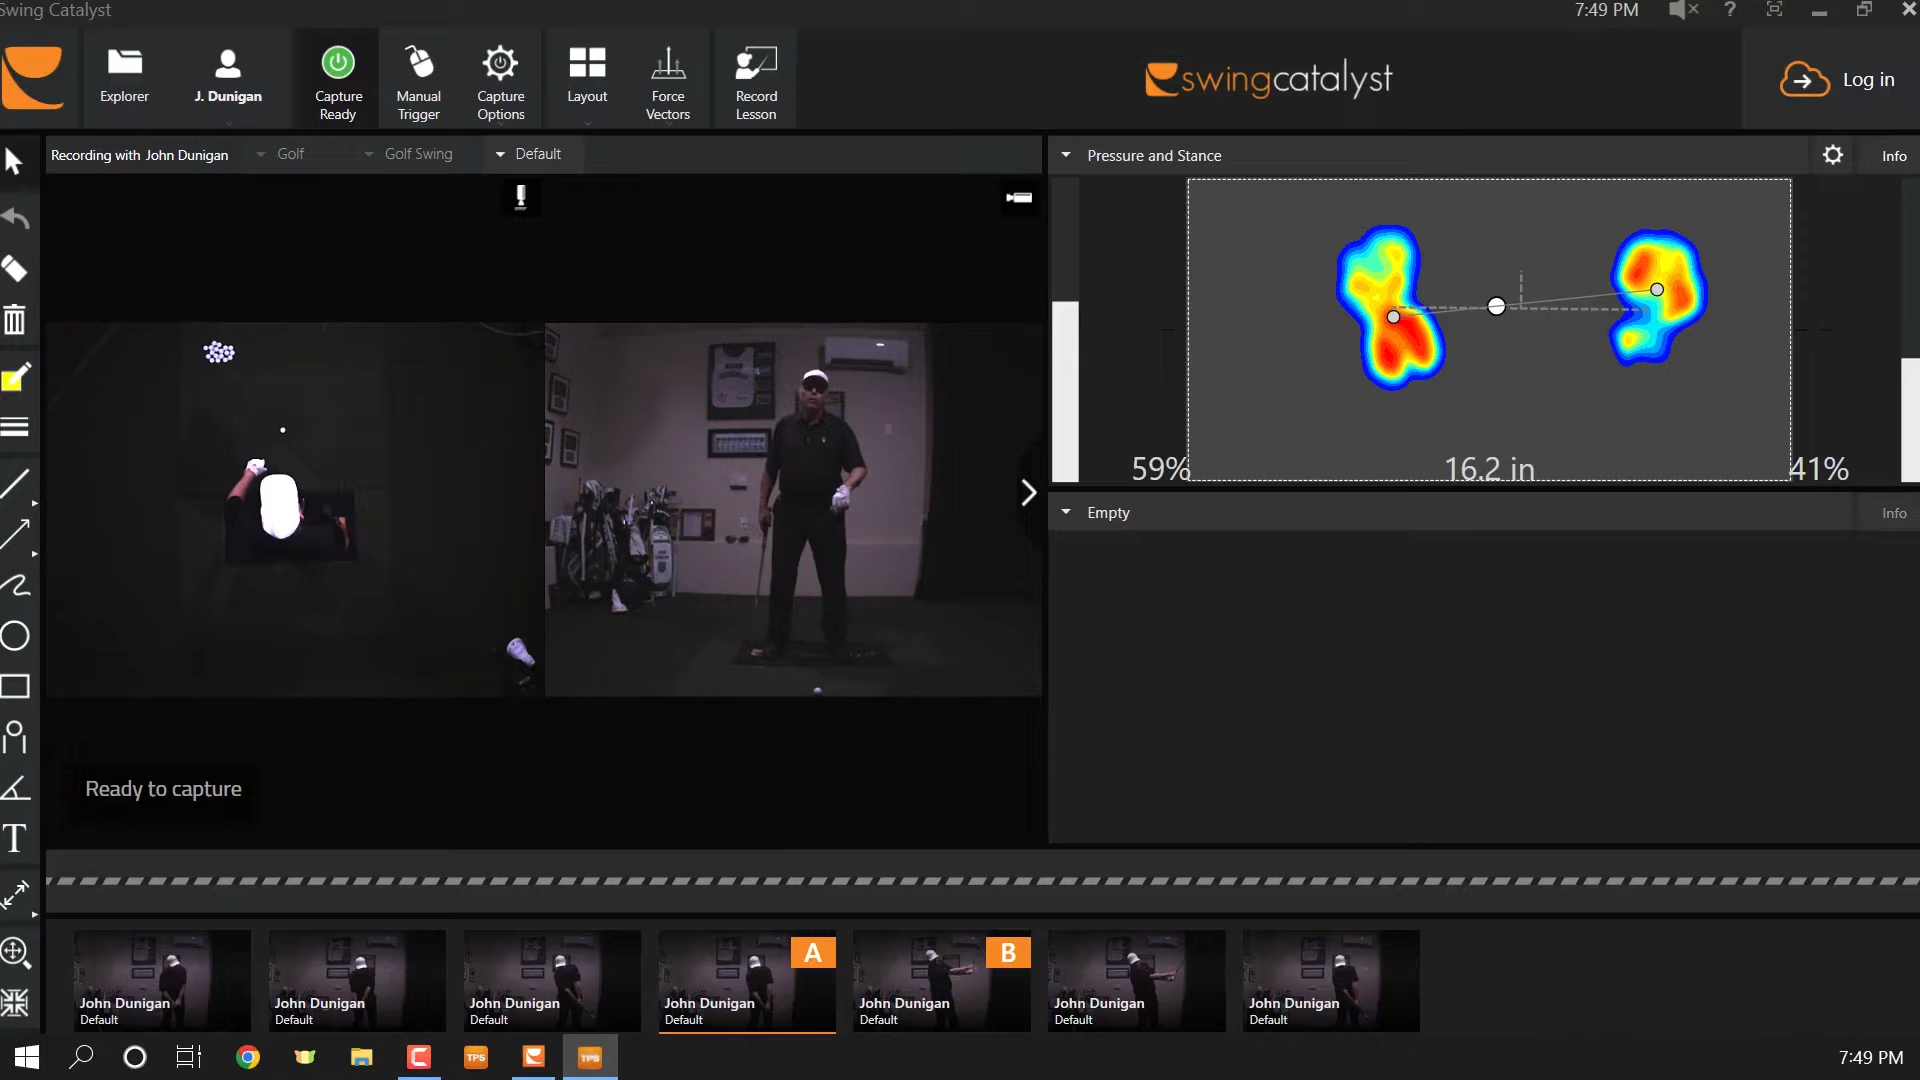 Swing Catalyst
7:49 PM
Explorer
J. Dunigan
Capture
Ready
Manual
Trigger
Capture
Options
Layout
Force
Vectors
Record
Lesson
swingcatalyst
Log in
Recording with John Dunigan
Golf
Golf Swing
Default
Pressure and Stance
Info
59%
16.2 in
41%
Empty
Info
Ready to capture
T
John Dunigan
Default
John Dunigan
Default
John Dunigan
Default
A
John Dunigan
Default
B
John Dunigan
Default
John Dunigan
Default
John Dunigan
Default
TPS
TPS
7:49 PM